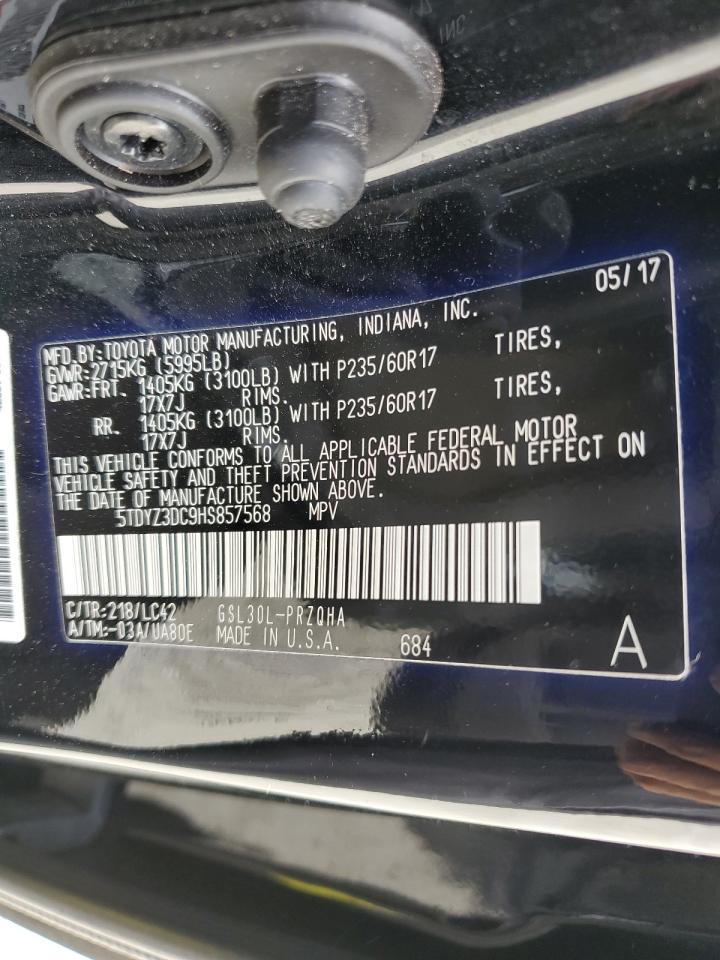 05/17
MFD.BY:TOYOTA MOTOR MANUFACTURING, INDIANA, INC.
GVWR:2715KG (5995LB)
GAWR:FRT. 1405KG (3100LB) WITH P235/60R17 TIRES,
17X7J RIMS.
RR. 1405KG (3100LB) WITH P235/60R17 TIRES,
17X7J RIMS.
THIS VEHICLE CONFORMS TO ALL APPLICABLE FEDERAL MOTOR
VEHICLE SAFETY AND THEFT PREVENTION STANDARDS IN EFFECT ON
THE DATE OF MANUFACTURE SHOWN ABOVE.
5TDYZ3DC9HS857568 MPV
C/TR:218/LC42 GSL30L-PRZQHA
A/TM:-03A/UA80E MADE IN U.S.A. 684 A